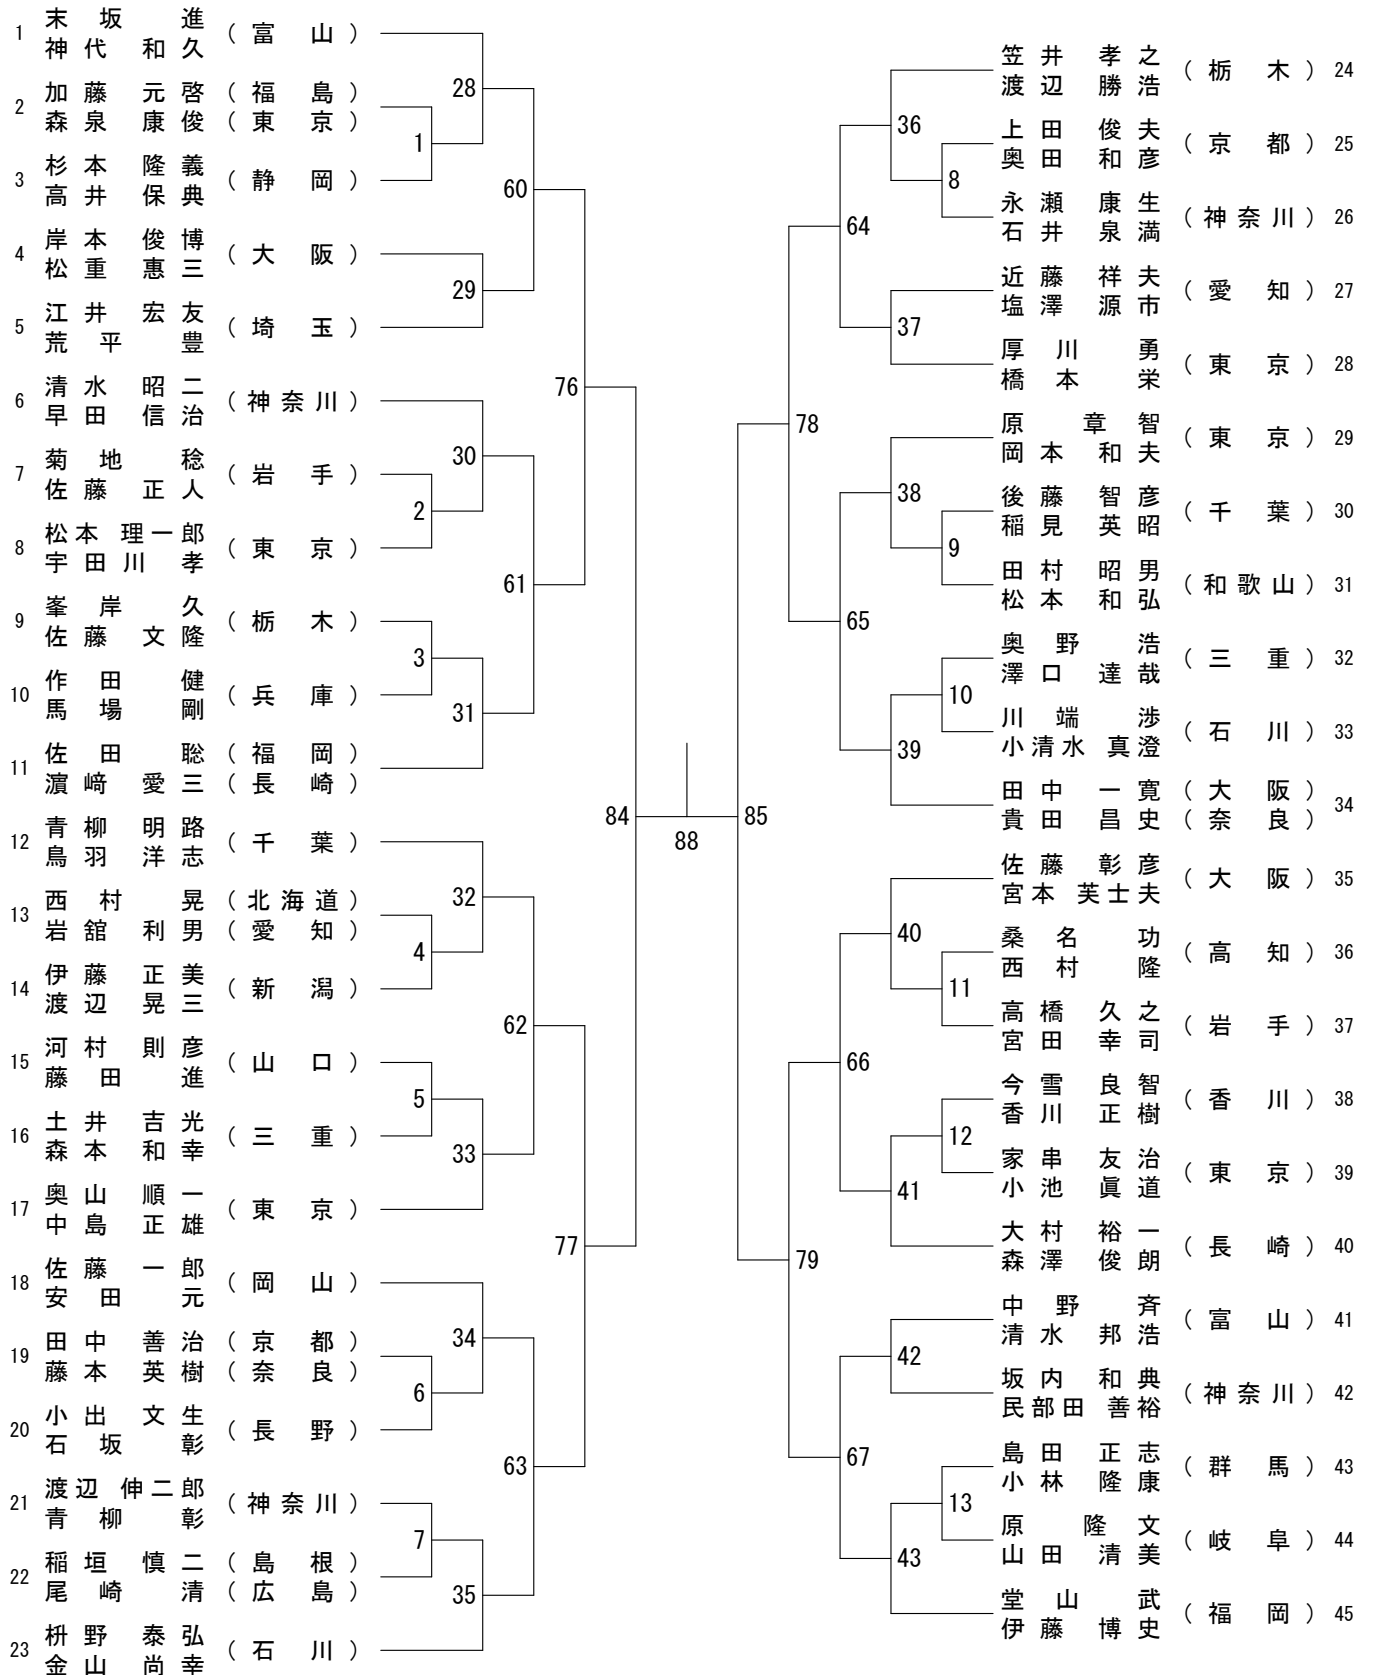 1 末坂 進 (富山)
神代 和久
2 加藤 元啓 (福島)
森泉 康俊 (東京)
3 杉本 隆義 (静岡)
高井 保典
4 岸本 俊博 (大阪)
松重 惠三
5 江井 宏友 (埼玉)
荒平 豊
6 清水 昭二 (神奈川)
早田 信治
7 菊地 稔 (岩手)
佐藤 正人
8 松本 理一郎 (東京)
宇田川 孝
9 峯岸 久 (栃木)
佐藤 文隆
10 作田 健 (兵庫)
馬場 剛
11 佐田 聡 (福岡)
濵﨑 愛三 (長崎)
12 青柳 明路 (千葉)
鳥羽 洋志
13 西村 晃 (北海道)
岩舘 利男 (愛知)
14 伊藤 正美 (新潟)
渡辺 晃三
15 河村 則彦 (山口)
藤田 進
16 土井 吉光 (三重)
森本 和幸
17 奥山 順一 (東京)
中島 正雄
18 佐藤 一郎 (岡山)
安田 元
19 田中 善治 (京都)
藤本 英樹 (奈良)
20 小出 文生 (長野)
石坂 彰
21 渡辺 伸二郎 (神奈川)
青柳 彰
22 稲垣 慎二 (島根)
尾崎 清 (広島)
23 枡野 泰弘 (石川)
金山 尚幸
28
1
60
29
76
30
2
61
3
31
84
32
4
62
5
33
77
34
6
63
7
35
88
85
36
8
64
37
78
38
9
65
10
39
40
11
66
12
41
79
42
67
13
43
笠井 孝之 (栃木) 24
渡辺 勝浩
上田 俊夫 (京都) 25
奥田 和彦
永瀬 康生 (神奈川) 26
石井 泉満
近藤 祥夫 (愛知) 27
塩澤 源市
厚川 勇 (東京) 28
橋本 栄
原 章智 (東京) 29
岡本 和夫
後藤 智彦 (千葉) 30
稲見 英昭
田村 昭男 (和歌山) 31
松本 和弘
奥野 浩 (三重) 32
澤口 達哉
川端 渉 (石川) 33
小清水 真澄
田中 一寛 (大阪) 34
貴田 昌史 (奈良)
佐藤 彰彦 (大阪) 35
宮本 芙士夫
桑名 功 (高知) 36
西村 隆
高橋 久之 (岩手) 37
宮田 幸司
今雪 良智 (香川) 38
香川 正樹
家串 友治 (東京) 39
小池 眞道
大村 裕一 (長崎) 40
森澤 俊朗
中野 斉 (富山) 41
清水 邦浩
坂内 和典 (神奈川) 42
民部田 善裕
島田 正志 (群馬) 43
小林 隆康
原 隆文 (岐阜) 44
山田 清美
堂山 武 (福岡) 45
伊藤 博史